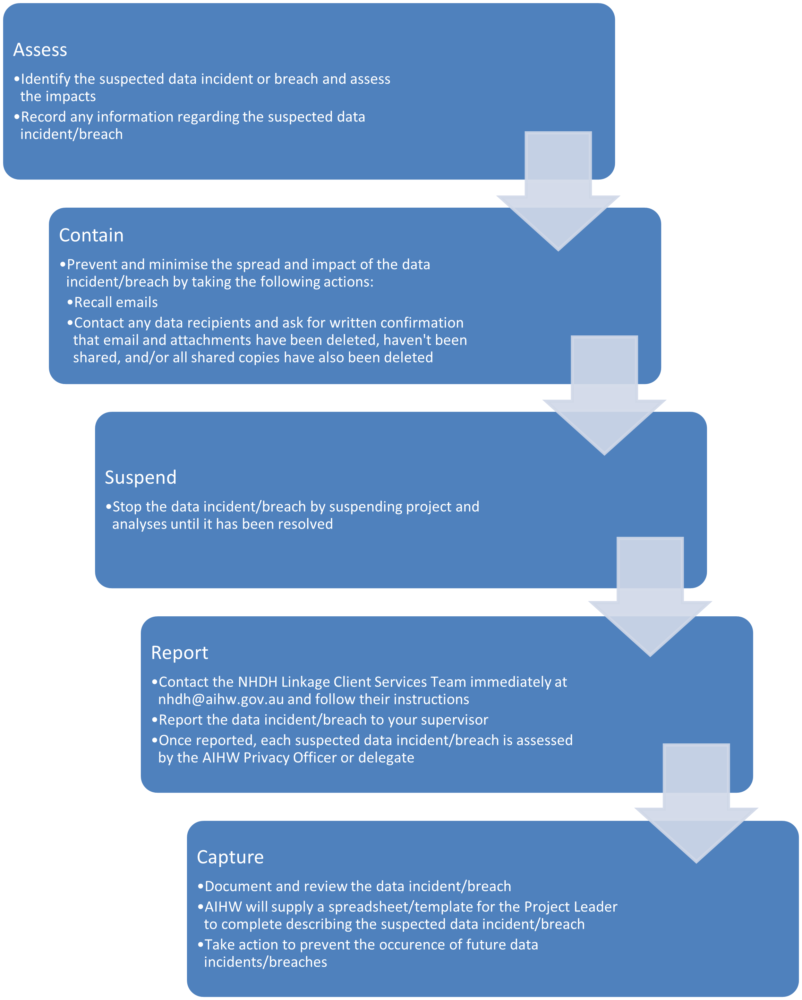 Assess
•Identify the suspected data incident or breach and assess
the impacts
•Record any information regarding the suspected data
incident/breach
Contain
•Prevent and minimise the spread and impact of the data
incident/breach by taking the following actions:
•Recall emails
•Contact any data recipients and ask for written confirmation
that email and attachments have been deleted, haven't been
shared, and/or all shared copies have also been deleted
Suspend
•Stop the data incident/breach by suspending project and
analyses until it has been resolved
Report
•Contact the NHDH Linkage Client Services Team immediately at
nhdh@aihw.gov.au and follow their instructions
•Report the data incident/breach to your supervisor
•Once reported, each suspected data incident/breach is assessed
by the AIHW Privacy Officer or delegate
Capture
•Document and review the data incident/breach
•AIHW will supply a spreadsheet/template for the Project Leader
to complete describing the suspected data incident/breach
•Take action to prevent the occurence of future data
incidents/breaches